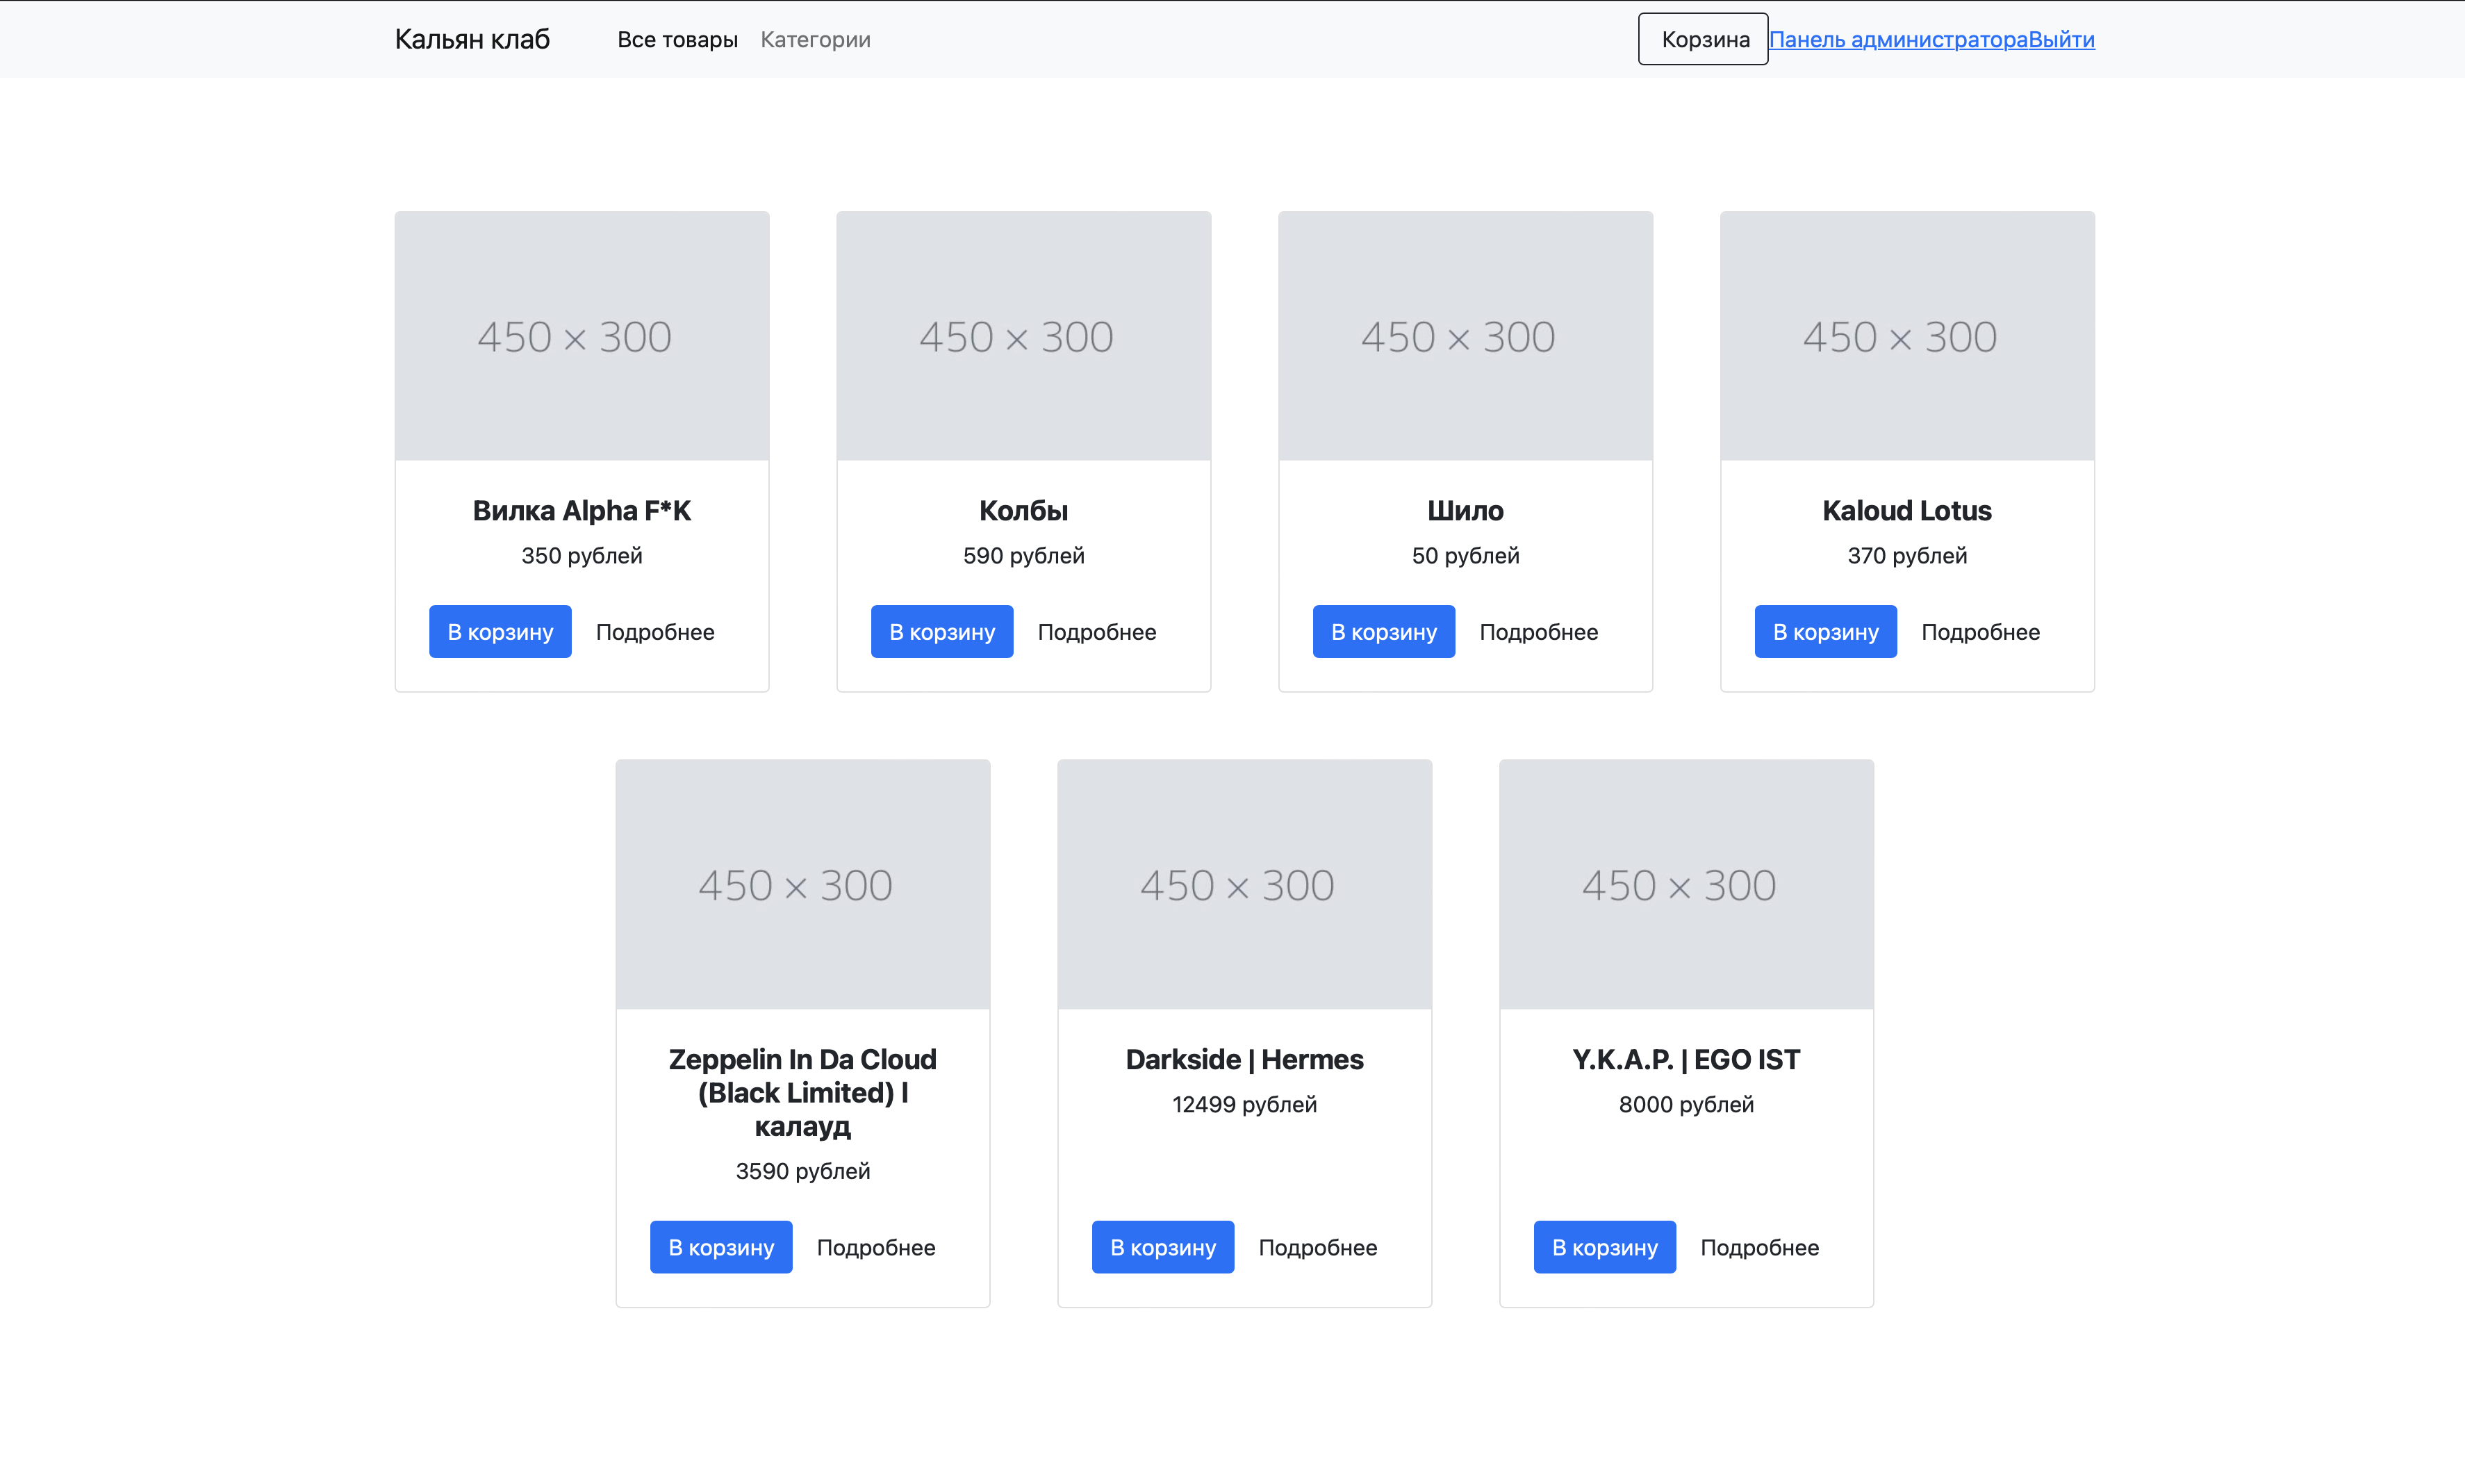 Кальян клаб Все товары Категории Корзина Панель администратораВыйти
450 × 300 450 × 300 450 × 300 450 × 300
Вилка Alpha F*K Колбы Шило Kaloud Lotus
350 рублей 590 рублей 50 рублей 370 рублей
В корзину Подробнее В корзину Подробнее В корзину Подробнее В корзину Подробнее
450 × 300 450 × 300 450 × 300
Zeppelin In Da Cloud Darkside | Hermes Y.K.A.P. | EGO IST
(Black Limited) l 12499 рублей 8000 рублей
калауд
3590 рублей
В корзину Подробнее В корзину Подробнее В корзину Подробнее